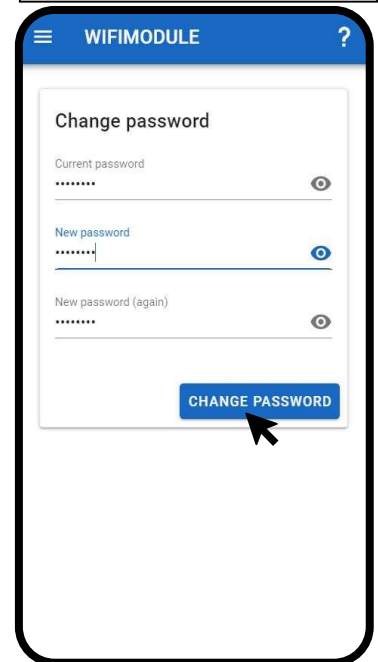 WIFIMODULE ?
Change password
Current password
••••••••
New password
••••••••
New password (again)
••••••••
CHANGE PASSWORD